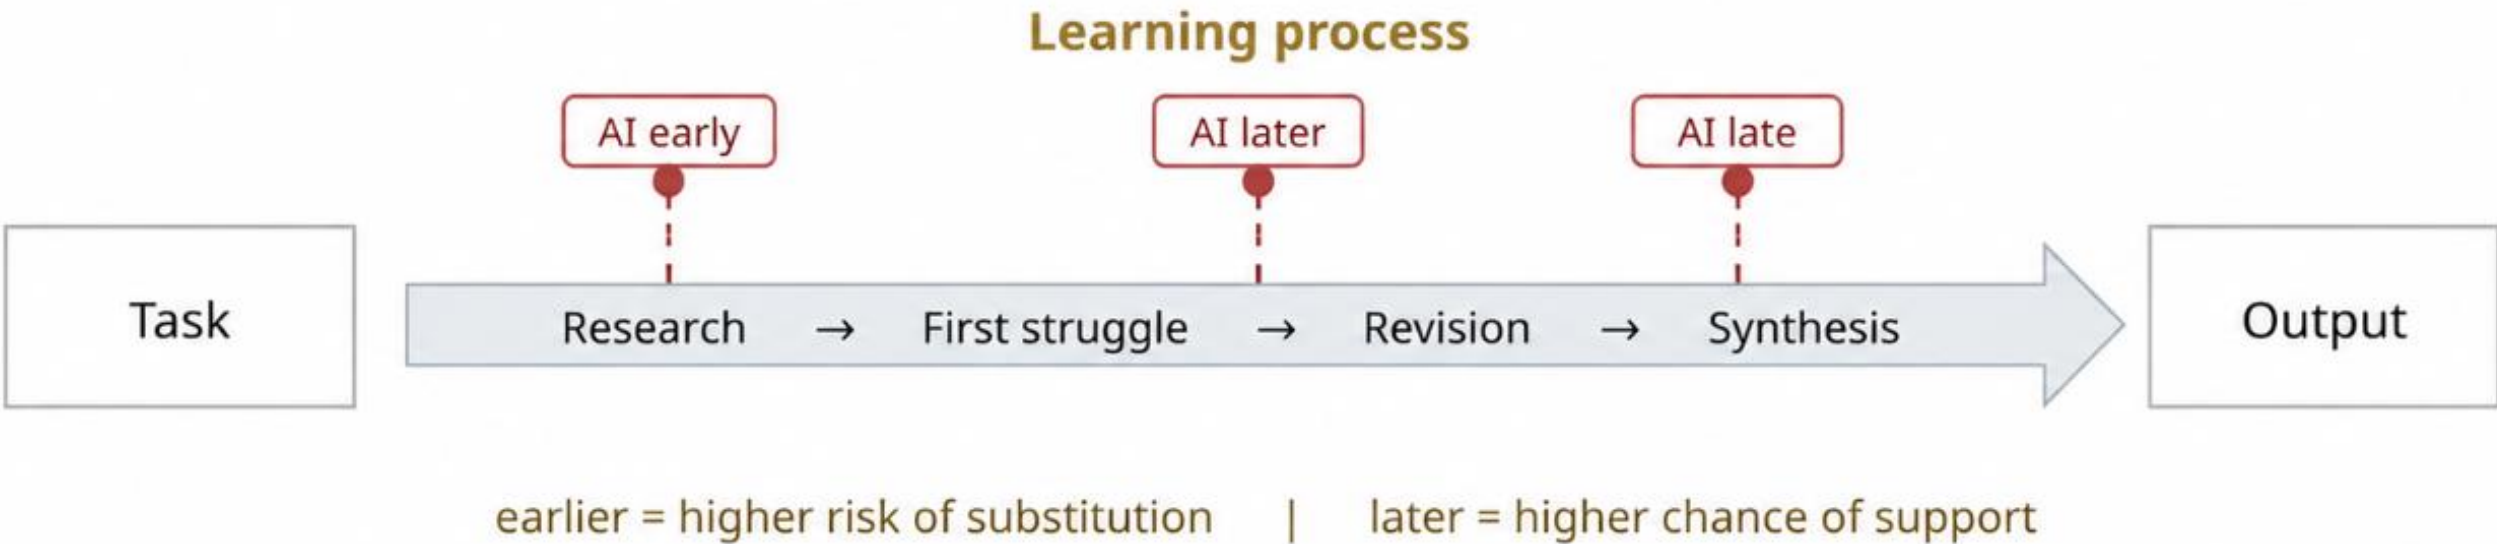 Learning process
AI early
AI later
AI late
Task
Research → First struggle → Revision → Synthesis
Output
earlier = higher risk of substitution | later = higher chance of support